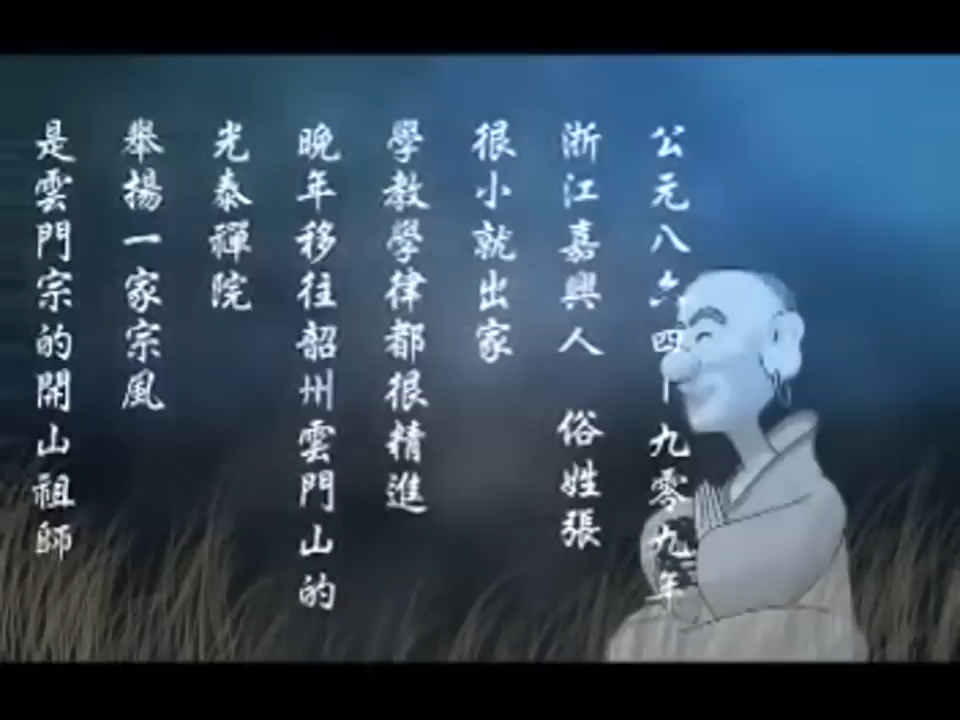 公元八六四－九零九年
浙江嘉興人　俗姓張
很小就出家
學教學律都很精進
晚年移往韶州雲門山的
光泰禪院
舉揚一家宗風
是雲門宗的開山祖師